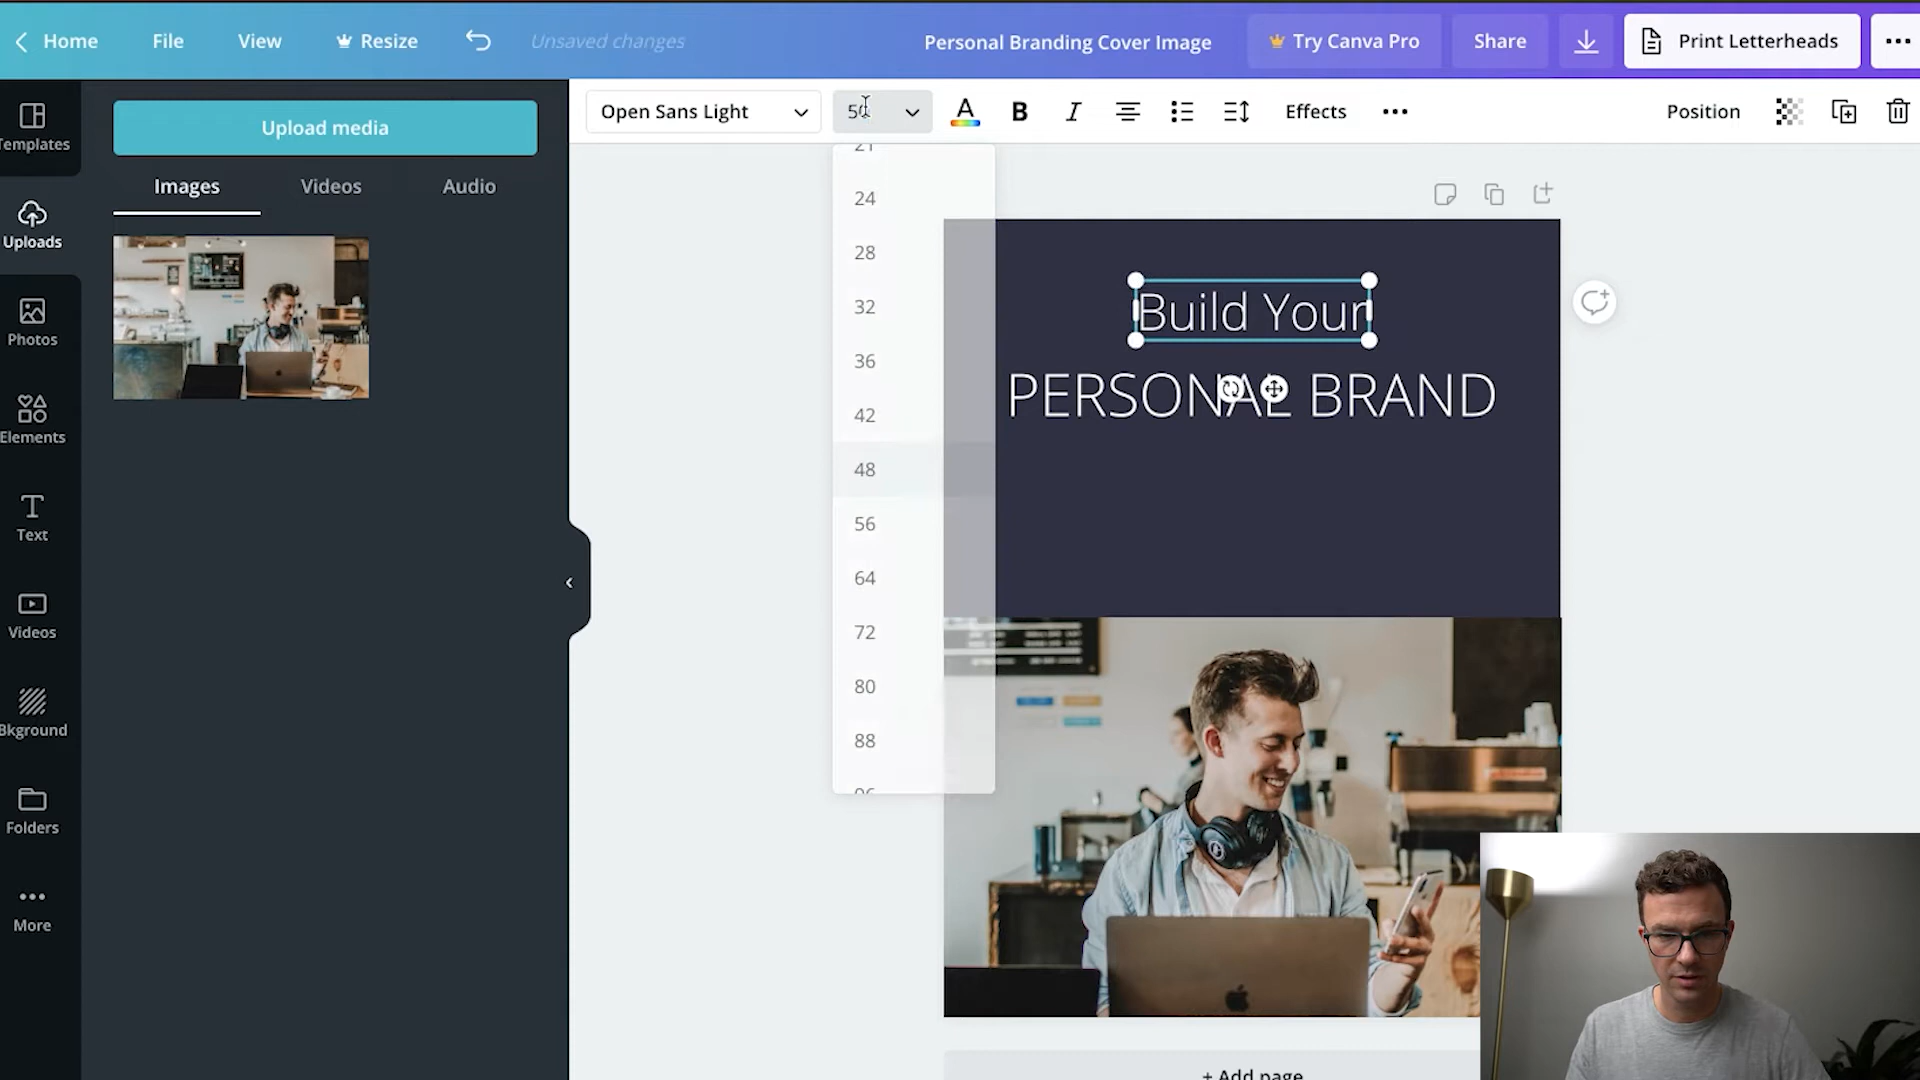 Home
File
View
Resize
Unsaved changes
Personal Branding Cover Image
Try Canva Pro
Share
Print Letterheads
Templates
Uploads
Photos
Elements
Text
Videos
Bkground
Folders
More
Upload media
Images
Videos
Audio
Open Sans Light
B
I
Effects
Position
24
28
32
36
42
48
56
64
72
80
88
Build Your
PERSONAL BRAND
+ Add page